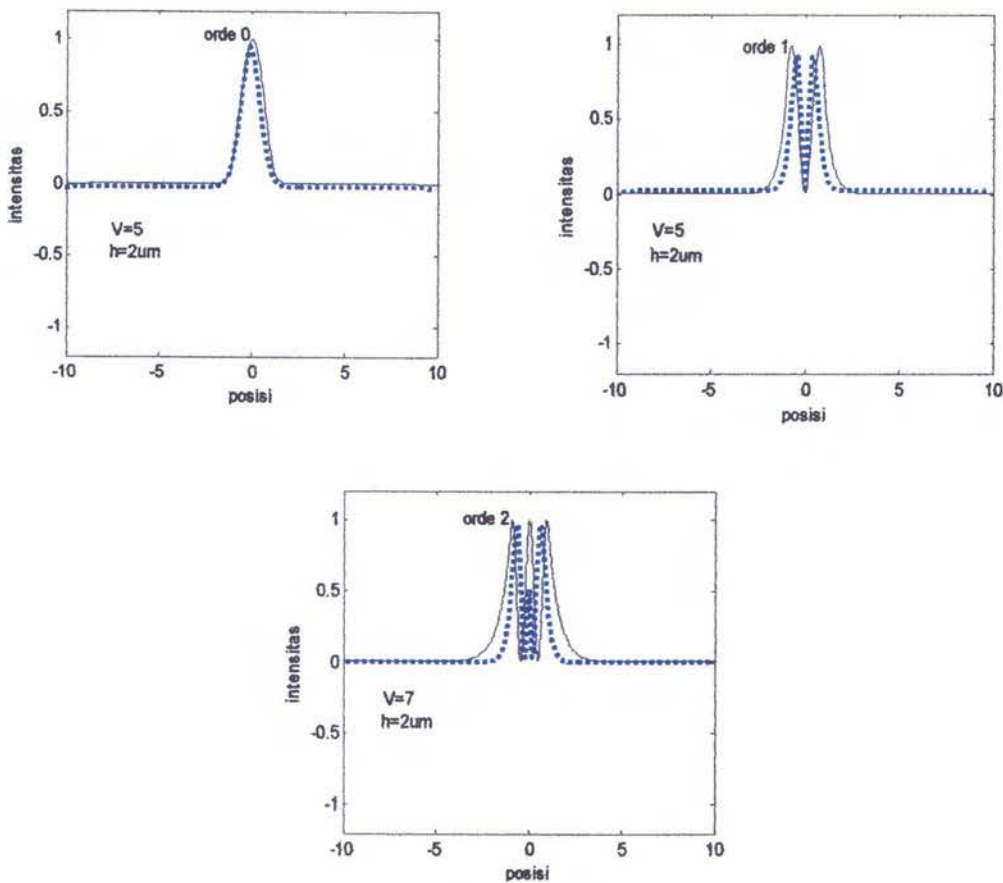 orde 0
1
0.5
0
-0.5
-1
intensitas
V=5
h=2um
-10 -5 0 5 10
posisi
orde 1
1
0.5
0
-0.5
-1
intensitas
V=5
h=2um
-10 -5 0 5 10
posisi
orde 2
1
0.5
0
-0.5
-1
intensitas
V=7
h=2um
-10 -5 0 5 10
posisi